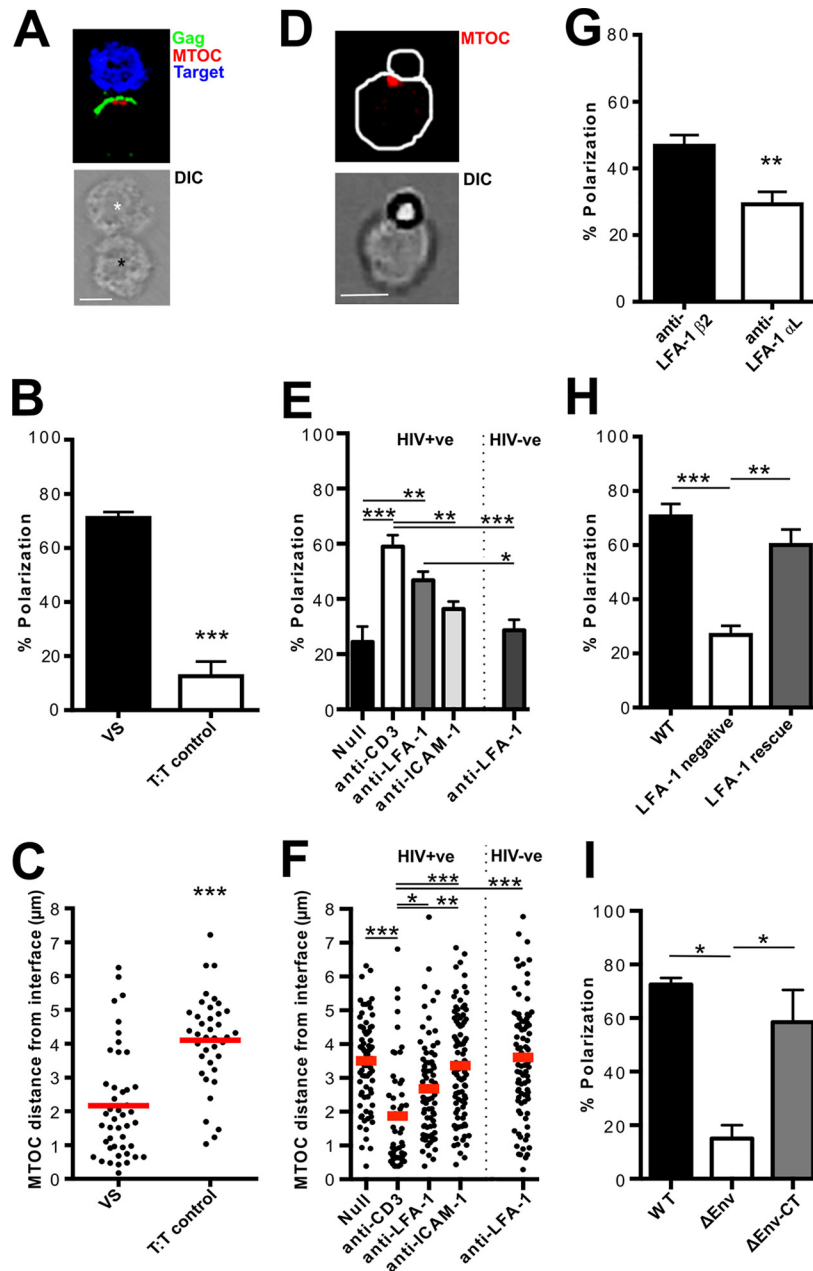 A
Gag
MTOC
Target
DIC
*
*
B
% Polarization
100
80
60
40
20
0
***
VS
T:T control
C
MTOC distance from interface (µm)
8
7
6
5
4
3
2
1
0
***
VS
T:T control
D
MTOC
DIC
E
HIV+ve
HIV-ve
% Polarization
100
80
60
40
20
0
**
***
**
***
*
Null
anti-CD3
anti-LFA-1
anti-ICAM-1
anti-LFA-1
F
HIV+ve
HIV-ve
MTOC distance from interface (µm)
8
7
6
5
4
3
2
1
0
***
***
*
**
***
Null
anti-CD3
anti-LFA-1
anti-ICAM-1
anti-LFA-1
G
% Polarization
80
60
40
20
0
**
anti-
LFA-1 β2
anti-
LFA-1 αL
H
% Polarization
100
80
60
40
20
0
***
**
WT
LFA-1 negative
LFA-1 rescue
I
% Polarization
100
80
60
40
20
0
*
*
WT
ΔEnv
ΔEnv-CT